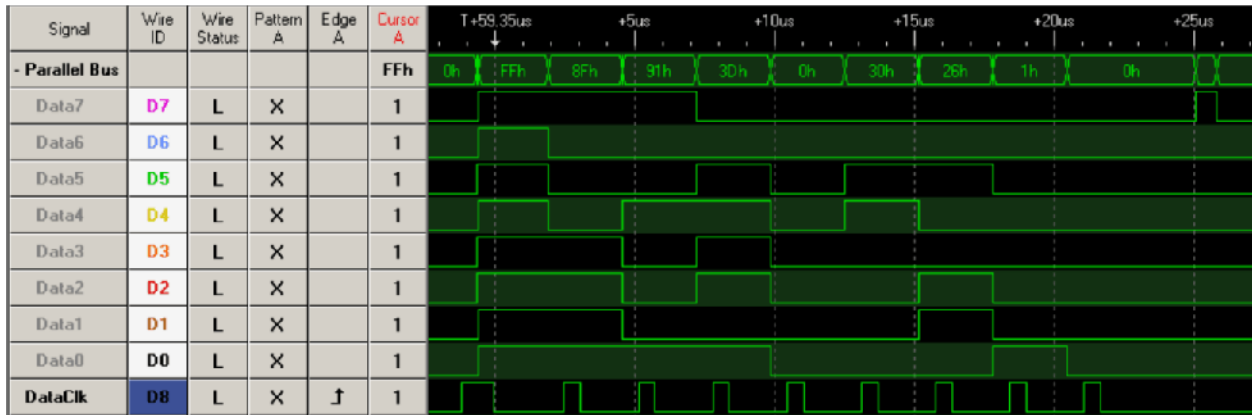 Signal Wire ID Wire Status Pattern A Edge A Cursor A T+59.35us +5us +10us +15us +20us +25us
- Parallel Bus FFh 0h FFh 8Fh 91h 3Dh 0h 30h 26h 1h 0h
Data7 D7 L X 1
Data6 D6 L X 1
Data5 D5 L X 1
Data4 D4 L X 1
Data3 D3 L X 1
Data2 D2 L X 1
Data1 D1 L X 1
Data0 D0 L X 1
DataClk D8 L X 1